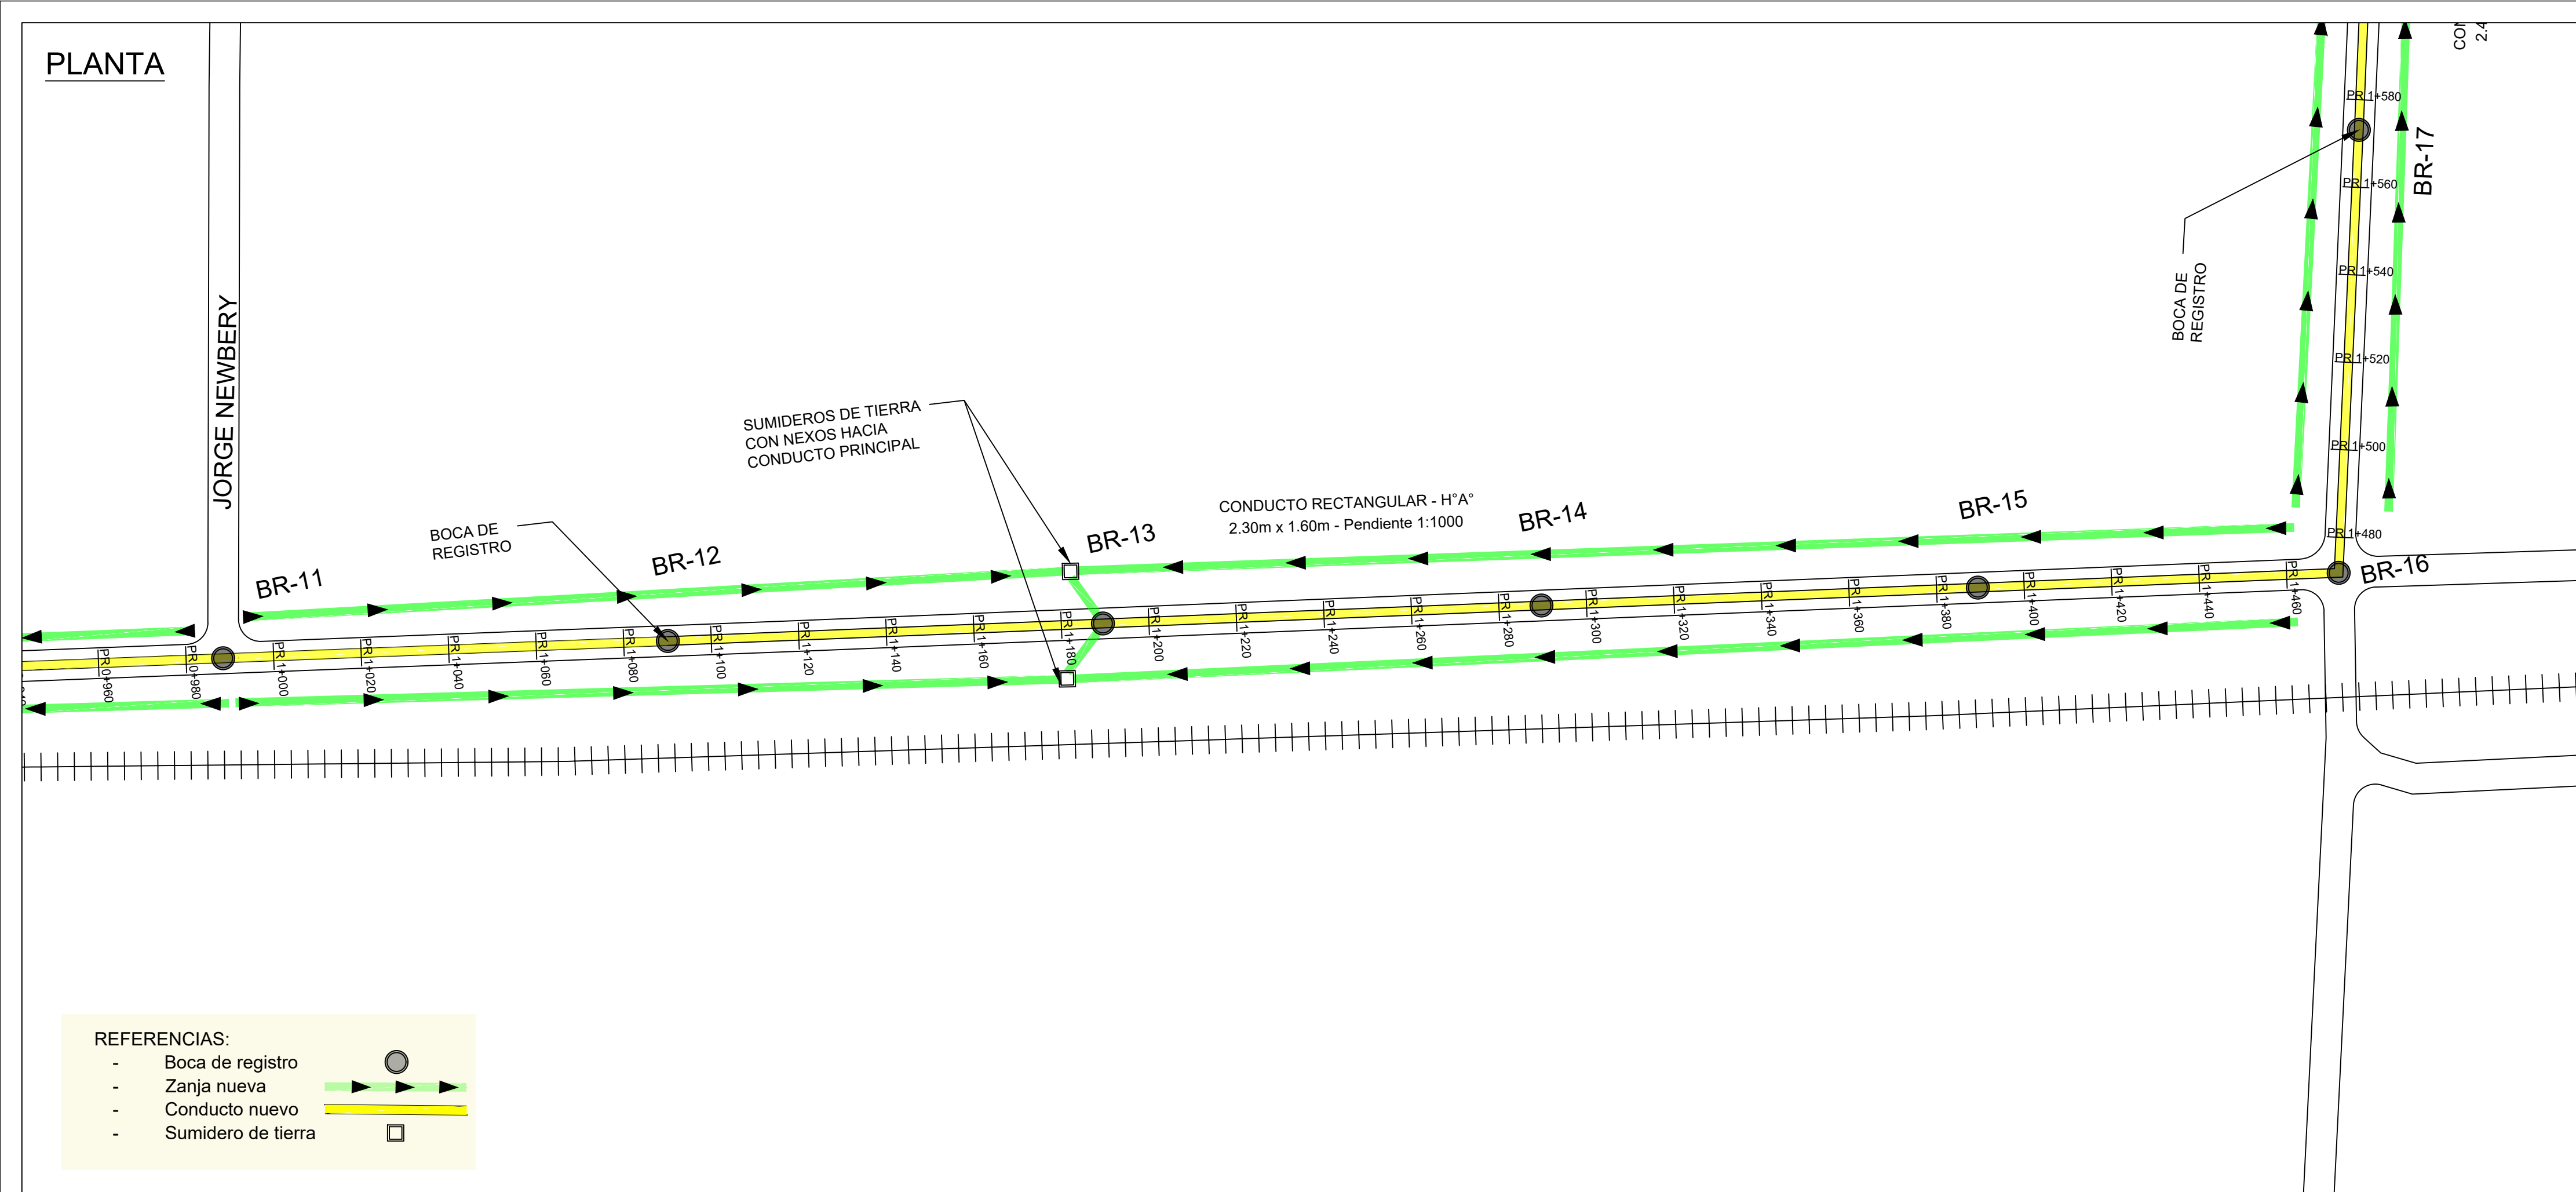 PLANTA
JORGE NEWBERY
BOCA DE
REGISTRO
SUMIDEROS DE TIERRA
CON NEXOS HACIA
CONDUCTO PRINCIPAL
CONDUCTO RECTANGULAR - H°A°
2.30m x 1.60m - Pendiente 1:1000
BOCA DE
REGISTRO
BR-11
BR-12
BR-13
BR-14
BR-15
BR-16
BR-17
PR 0+960
PR 0+980
PR 1+000
PR 1+020
PR 1+040
PR 1+060
PR 1+080
PR 1+100
PR 1+120
PR 1+140
PR 1+160
PR 1+180
PR 1+200
PR 1+220
PR 1+240
PR 1+260
PR 1+280
PR 1+300
PR 1+320
PR 1+340
PR 1+360
PR 1+380
PR 1+400
PR 1+420
PR 1+440
PR 1+460
PR 1+480
PR 1+500
PR 1+520
PR 1+540
PR 1+560
PR 1+580
REFERENCIAS:
- Boca de registro
- Zanja nueva
- Conducto nuevo
- Sumidero de tierra